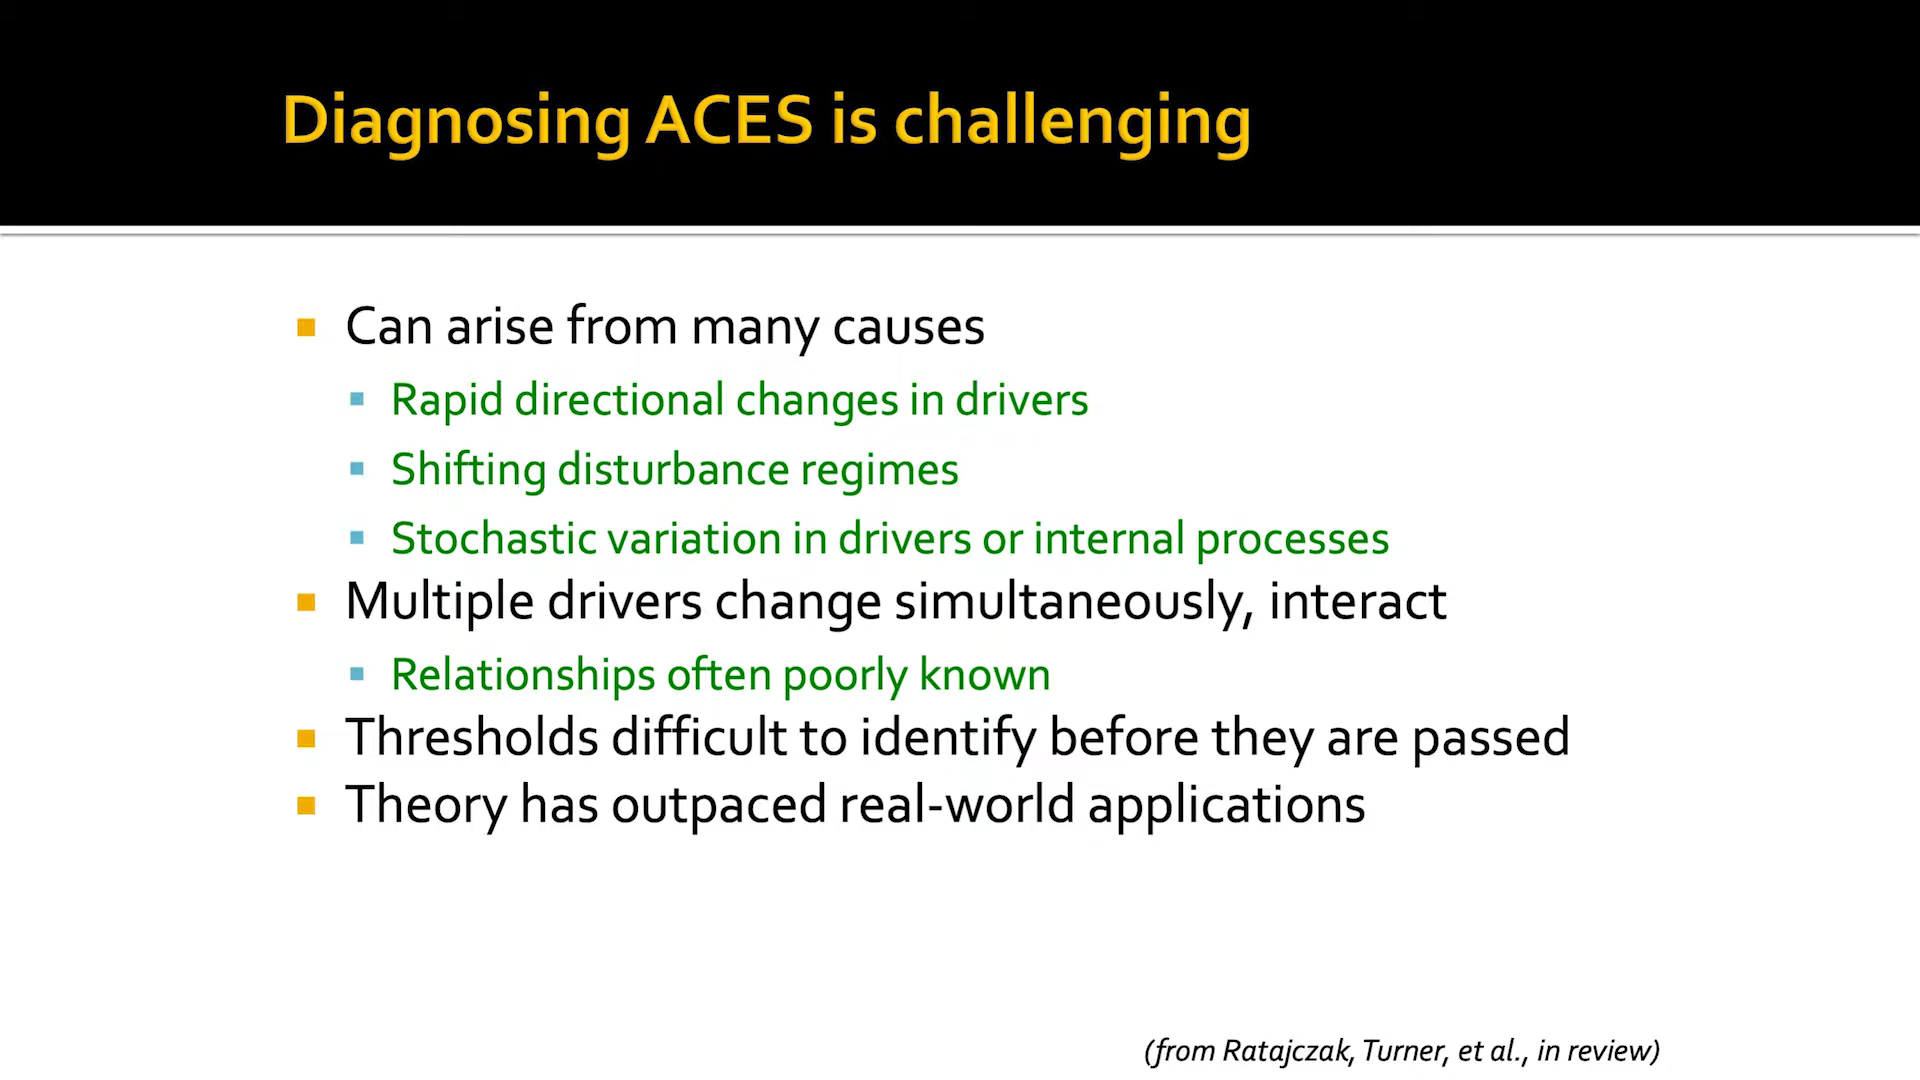 Diagnosing ACES is challenging
Can arise from many causes
Rapid directional changes in drivers
Shifting disturbance regimes
Stochastic variation in drivers or internal processes
Multiple drivers change simultaneously, interact
Relationships often poorly known
Thresholds difficult to identify before they are passed
Theory has outpaced real-world applications
(from Ratajczak, Turner, et al., in review)